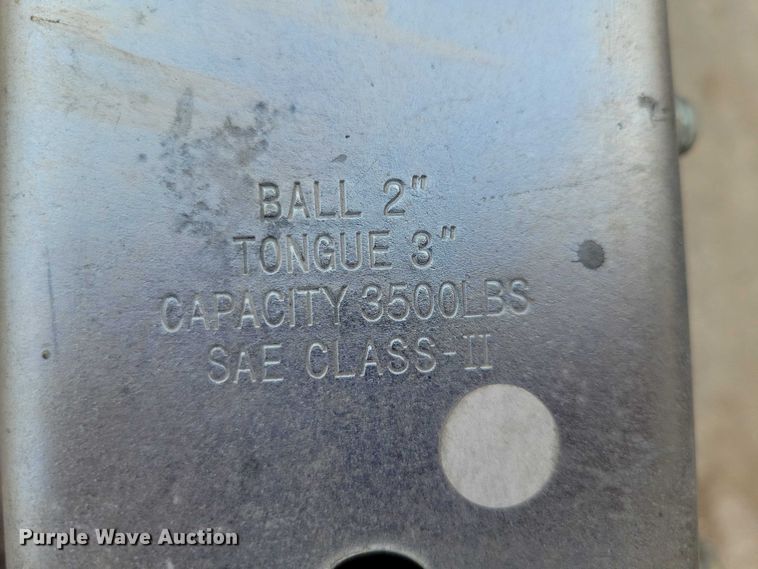 BALL 2"
TONGUE 3"
CAPACITY 3500LBS
SAE CLASS-II
Purple Wave Auction